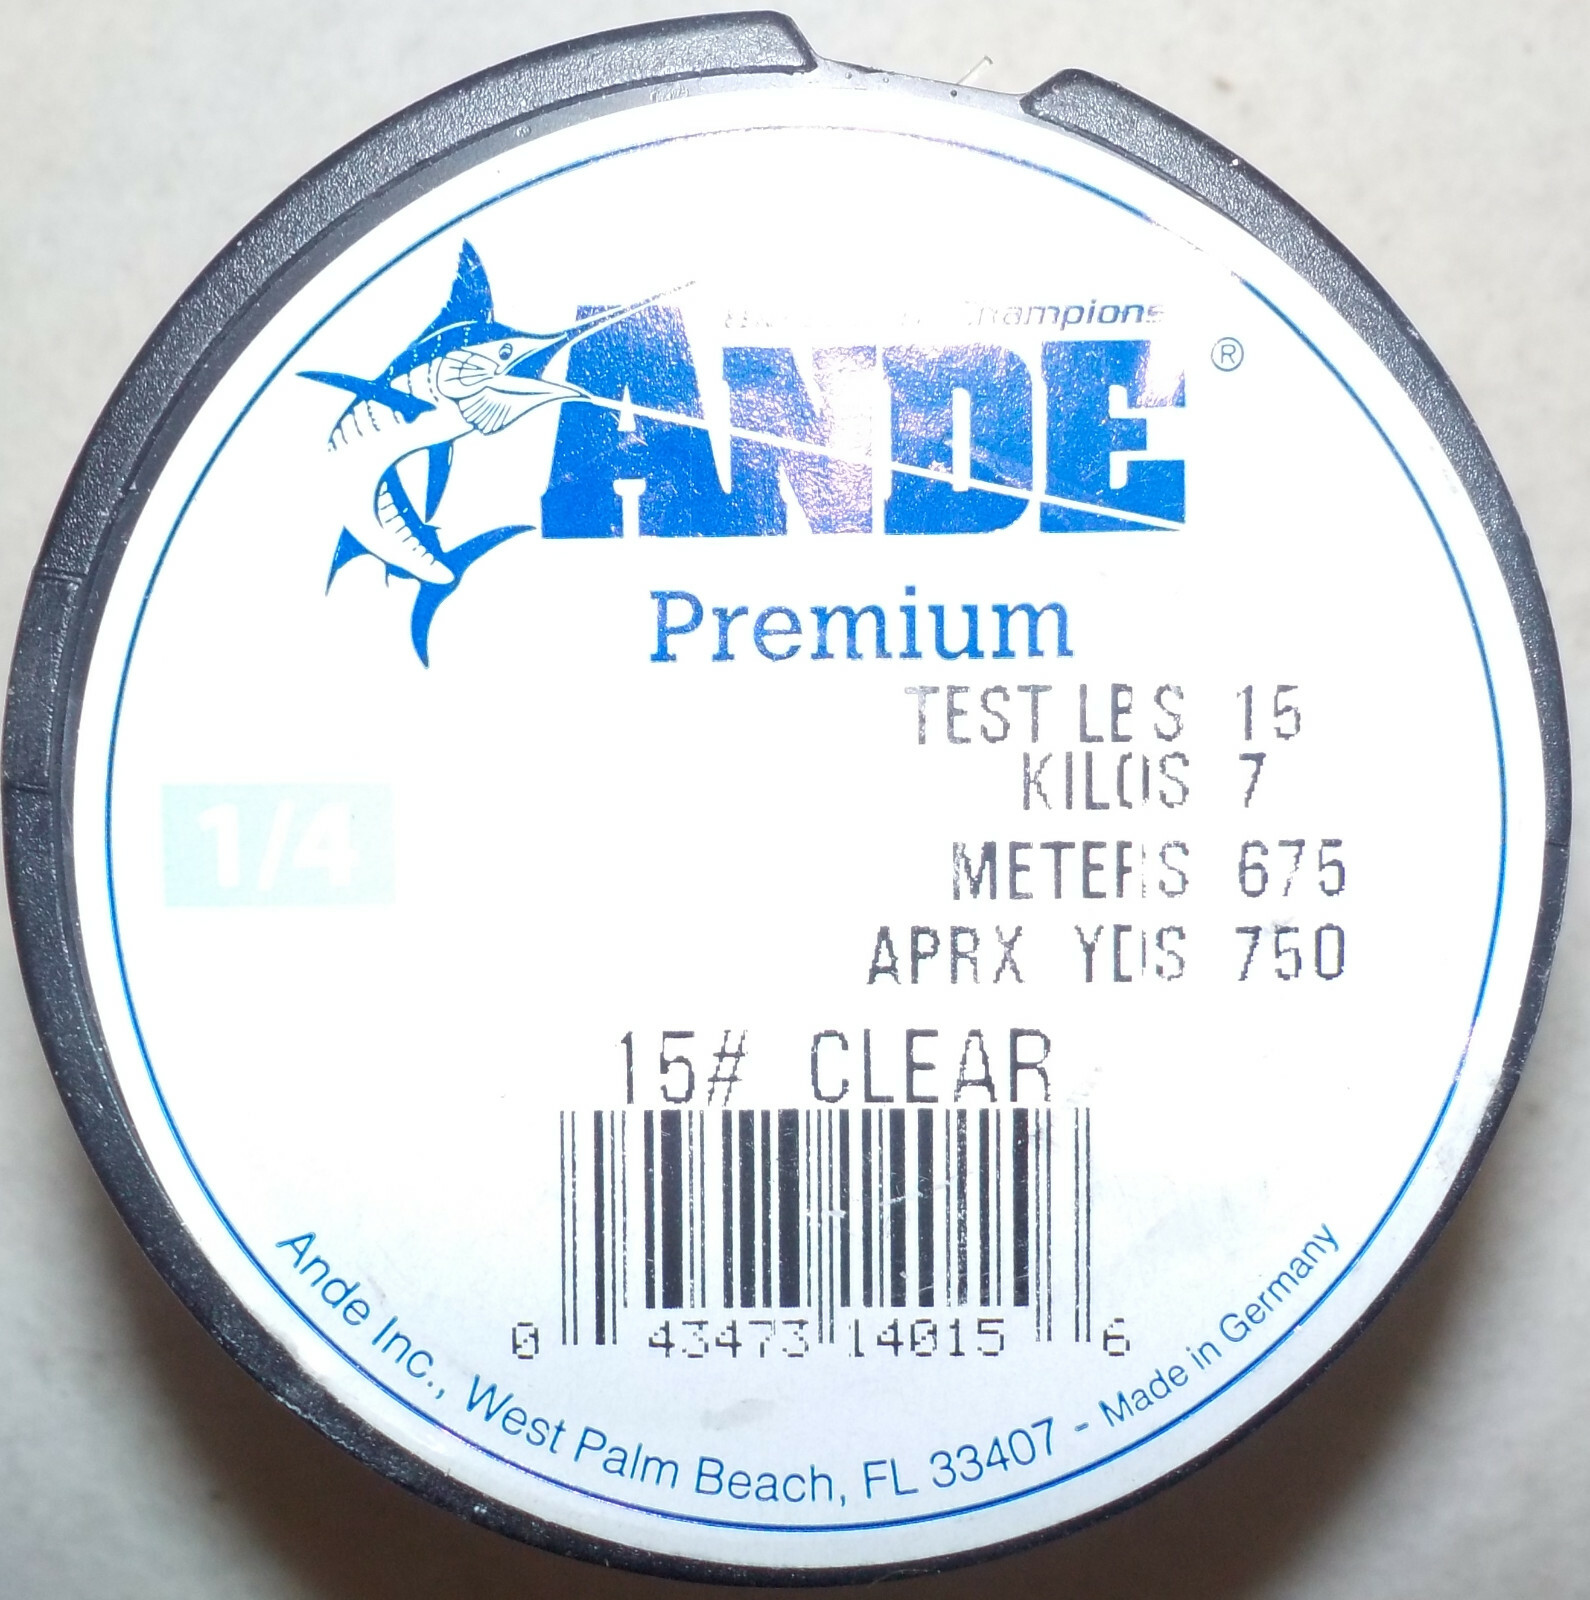 Champions
ANDE ®
Premium
TEST LBS 15
KILOS 7
1/4
METERS 675
APRX YDS 750
15# CLEAR
0 43473 14015 6
Ande Inc., West Palm Beach, FL 33407 - Made in Germany